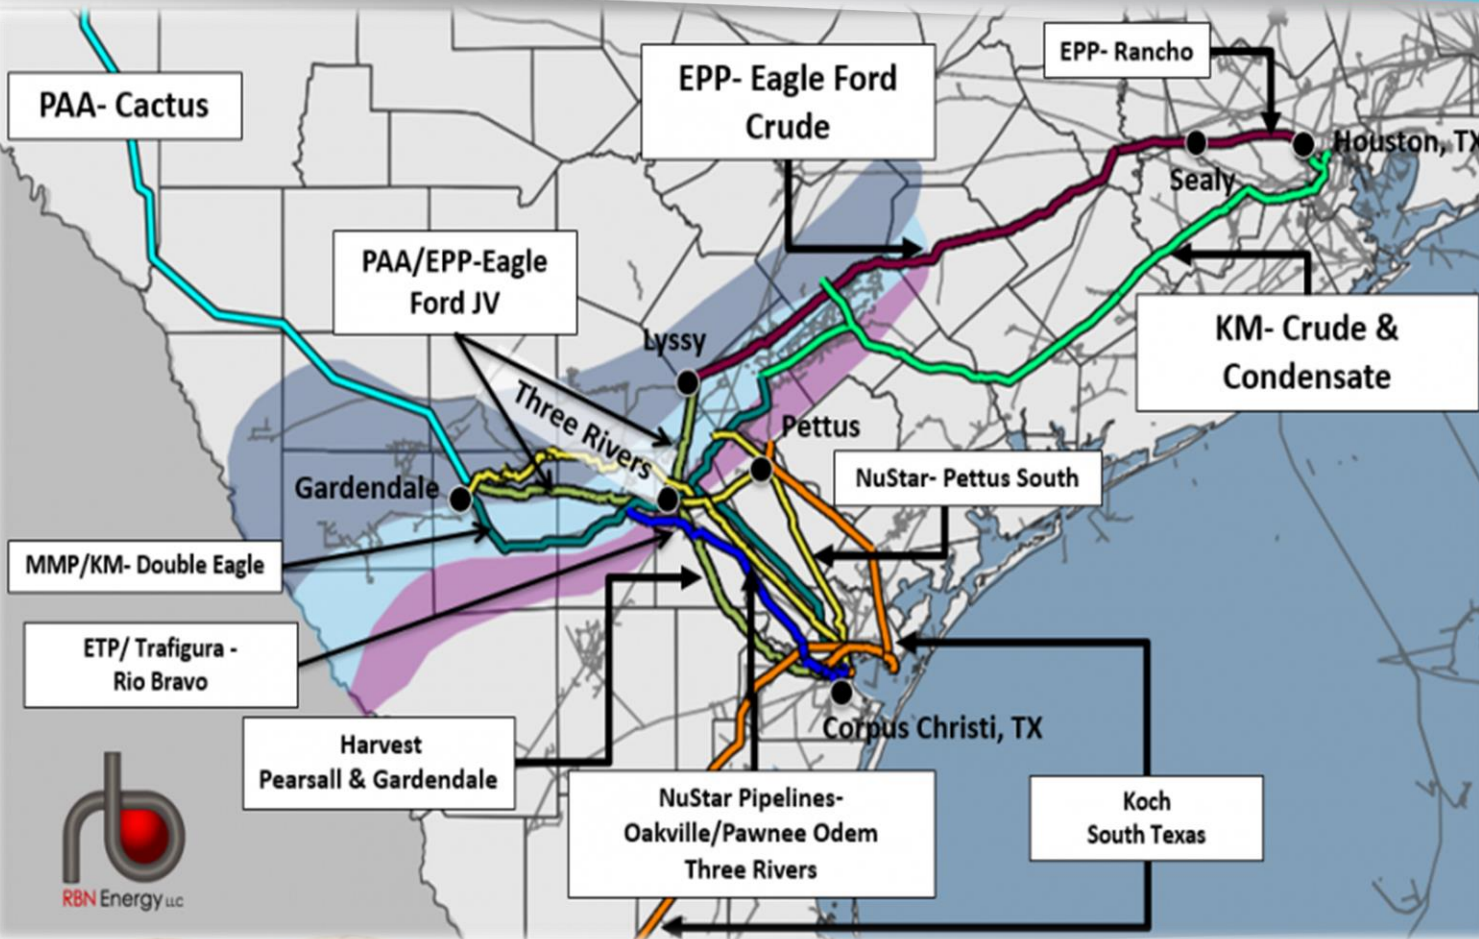 EPP- Rancho
EPP- Eagle Ford
Crude
PAA- Cactus
Houston, TX
Sealy
PAA/EPP-Eagle
Ford JV
KM- Crude &
Condensate
Lyssy
Three Rivers
Pettus
NuStar- Pettus South
Gardendale
MMP/KM- Double Eagle
ETP/ Trafigura -
Rio Bravo
Harvest
Pearsall & Gardendale
Corpus Christi, TX
NuStar Pipelines-
Oakville/Pawnee Odem
Three Rivers
Koch
South Texas
RBN Energy LLC